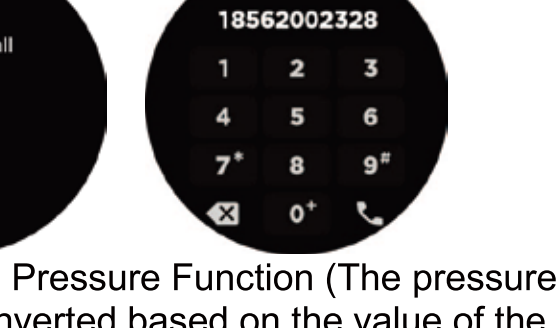 all
18562002328
1 2 3
4 5 6
7* 8 9#
0+
Pressure Function (The pressure
nverted based on the value of the